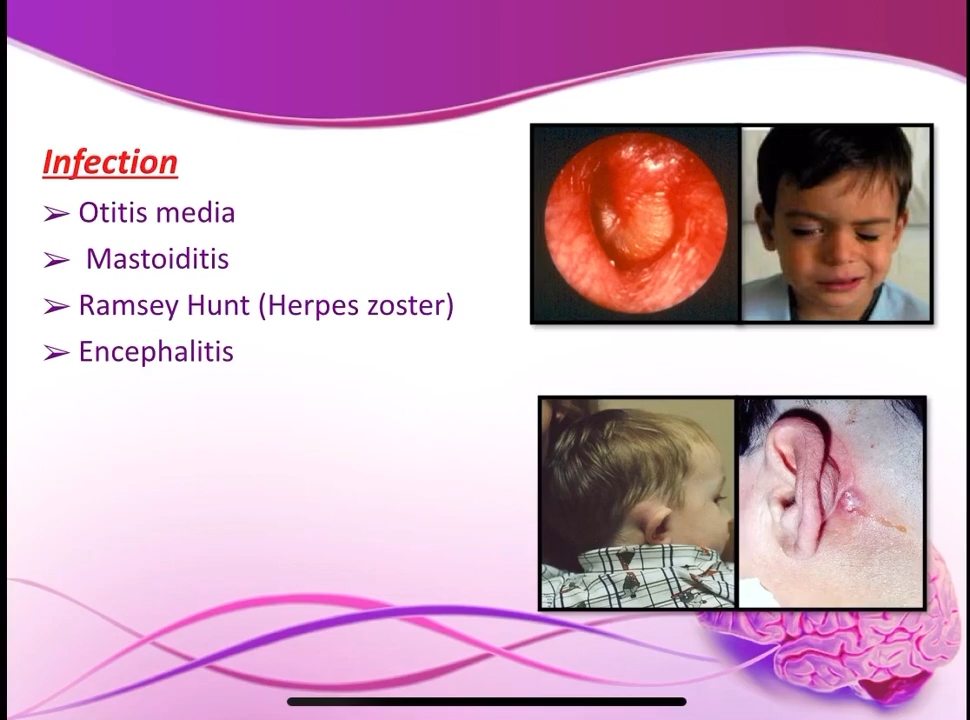 Infection
➢ Otitis media
➢ Mastoiditis
➢ Ramsey Hunt (Herpes zoster)
➢ Encephalitis